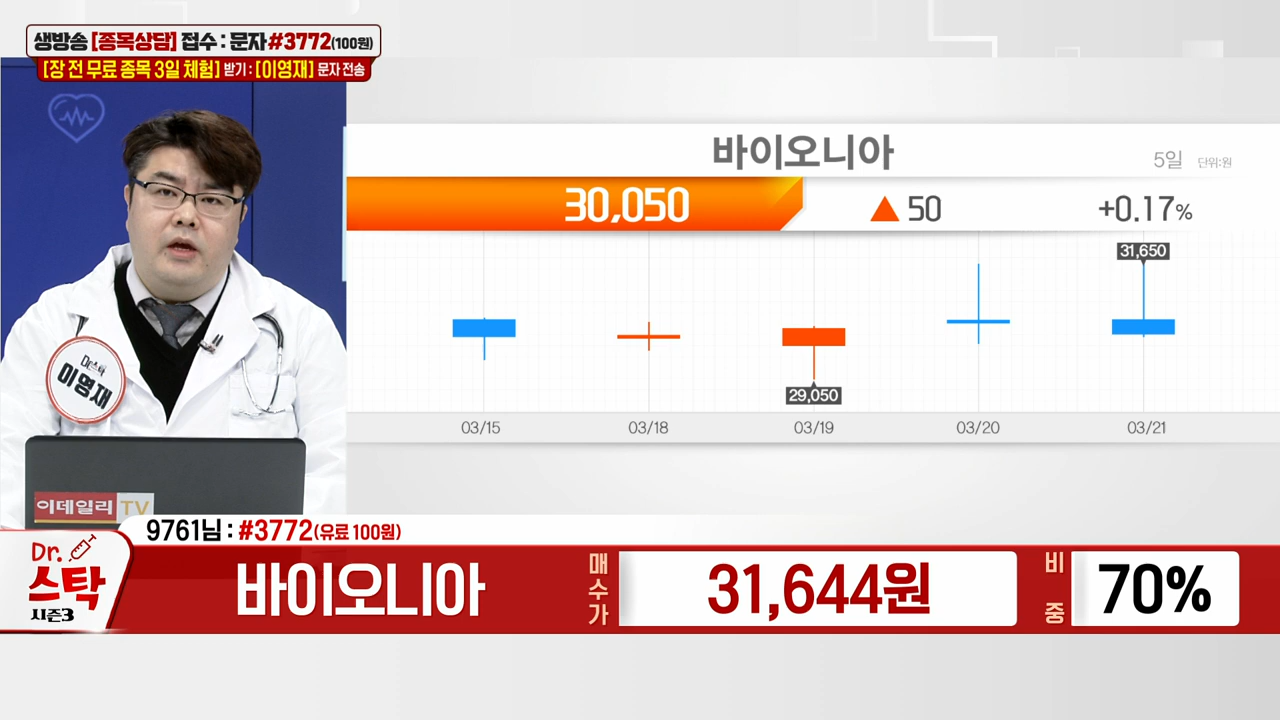 생방송 [종목상담] 접수 : 문자#3772(100원)
[장 전 무료 종목 3일 체험] 받기 : [이영재] 문자 전송
바이오니아
5일 단위:원
30,050 ▲50 +0.17%
31,650
29,050
03/15 03/18 03/19 03/20 03/21
Dr.스탁
이영재
이데일리TV
9761님 : #3772(유료 100원)
Dr.
스탁
시즌3
바이오니아 매수가 31,644원 비중 70%